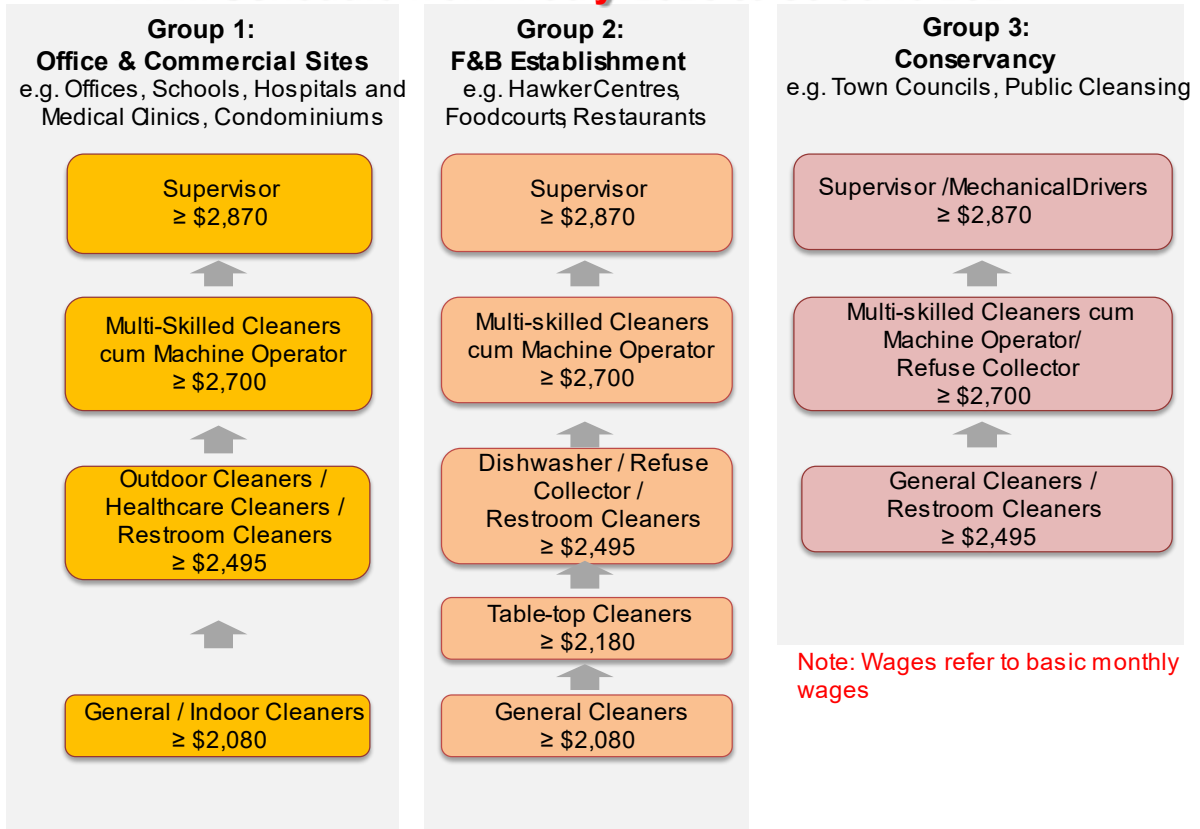 Group 1:
Office & Commercial Sites
e.g. Offices, Schools, Hospitals and
Medical Clinics, Condominiums
Supervisor
≥ $2,870
Multi-Skilled Cleaners
cum Machine Operator
≥ $2,700
Outdoor Cleaners /
Healthcare Cleaners /
Restroom Cleaners
≥ $2,495
General / Indoor Cleaners
≥ $2,080
Group 2:
F&B Establishment
e.g. Hawker Centres,
Foodcourts, Restaurants
Supervisor
≥ $2,870
Multi-skilled Cleaners
cum Machine Operator
≥ $2,700
Dishwasher / Refuse
Collector /
Restroom Cleaners
≥ $2,495
Table-top Cleaners
≥ $2,180
General Cleaners
≥ $2,080
Group 3:
Conservancy
e.g. Town Councils, Public Cleansing
Supervisor /Mechanical Drivers
≥ $2,870
Multi-skilled Cleaners cum
Machine Operator/
Refuse Collector
≥ $2,700
General Cleaners /
Restroom Cleaners
≥ $2,495
Note: Wages refer to basic monthly
wages